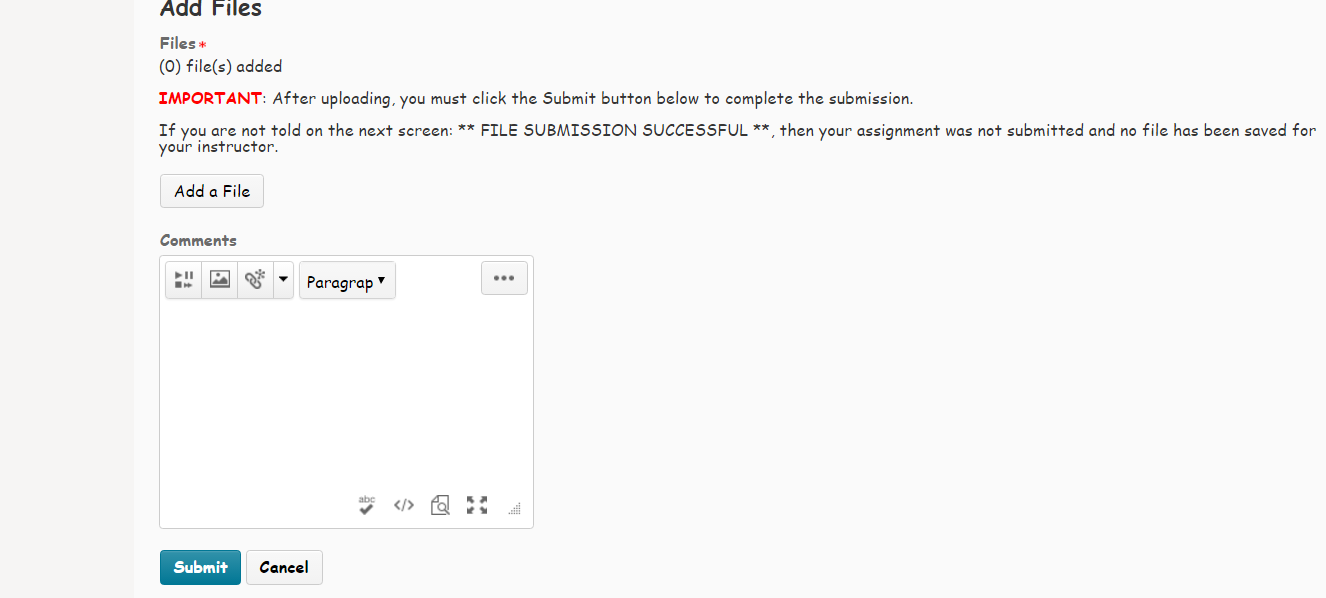 Add Files
Files*
(0) file(s) added
IMPORTANT: After uploading, you must click the Submit button below to complete the submission.
If you are not told on the next screen: ** FILE SUBMISSION SUCCESSFUL **, then your assignment was not submitted and no file has been saved for
your instructor.
Add a File
Comments
Paragrap
abc
Submit Cancel